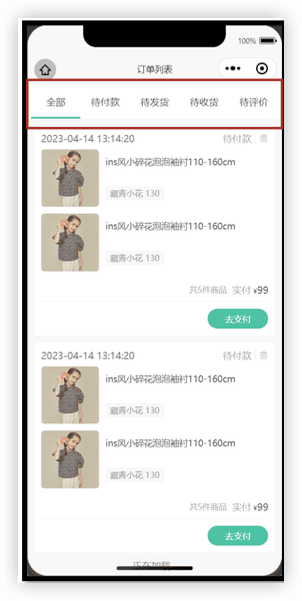 100%
订单列表
全部 待付款 待发货 待收货 待评价
2023-04-14 13:14:20 待付款
ins风小碎花泡泡袖衬110-160cm
藏青小花 130
ins风小碎花泡泡袖衬110-160cm
藏青小花 130
共5件商品 实付 ¥99
去支付
2023-04-14 13:14:20 待付款
ins风小碎花泡泡袖衬110-160cm
藏青小花 130
ins风小碎花泡泡袖衬110-160cm
藏青小花 130
共5件商品 实付 ¥99
去支付
正在加载...